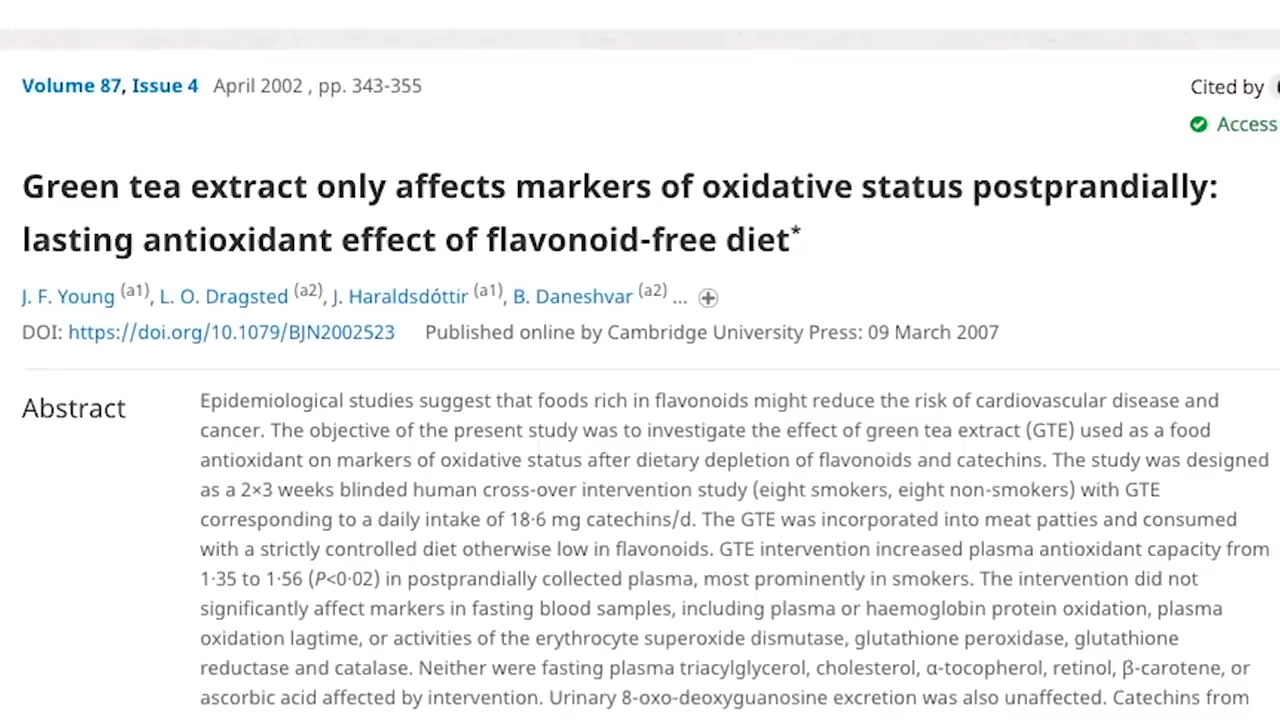 Volume 87, Issue 4 April 2002 , pp. 343-355
Cited by
Access
Green tea extract only affects markers of oxidative status postprandially:
lasting antioxidant effect of flavonoid-free diet*
J. F. Young (a1), L. O. Dragsted (a2), J. Haraldsdóttir (a1), B. Daneshvar (a2) ...
DOI: https://doi.org/10.1079/BJN2002523 Published online by Cambridge University Press: 09 March 2007
Abstract
Epidemiological studies suggest that foods rich in flavonoids might reduce the risk of cardiovascular disease and
cancer. The objective of the present study was to investigate the effect of green tea extract (GTE) used as a food
antioxidant on markers of oxidative status after dietary depletion of flavonoids and catechins. The study was designed
as a 2×3 weeks blinded human cross-over intervention study (eight smokers, eight non-smokers) with GTE
corresponding to a daily intake of 18·6 mg catechins/d. The GTE was incorporated into meat patties and consumed
with a strictly controlled diet otherwise low in flavonoids. GTE intervention increased plasma antioxidant capacity from
1·35 to 1·56 (P<0·02) in postprandially collected plasma, most prominently in smokers. The intervention did not
significantly affect markers in fasting blood samples, including plasma or haemoglobin protein oxidation, plasma
oxidation lagtime, or activities of the erythrocyte superoxide dismutase, glutathione peroxidase, glutathione
reductase and catalase. Neither were fasting plasma triacylglycerol, cholesterol, α-tocopherol, retinol, β-carotene, or
ascorbic acid affected by intervention. Urinary 8-oxo-deoxyguanosine excretion was also unaffected. Catechins from